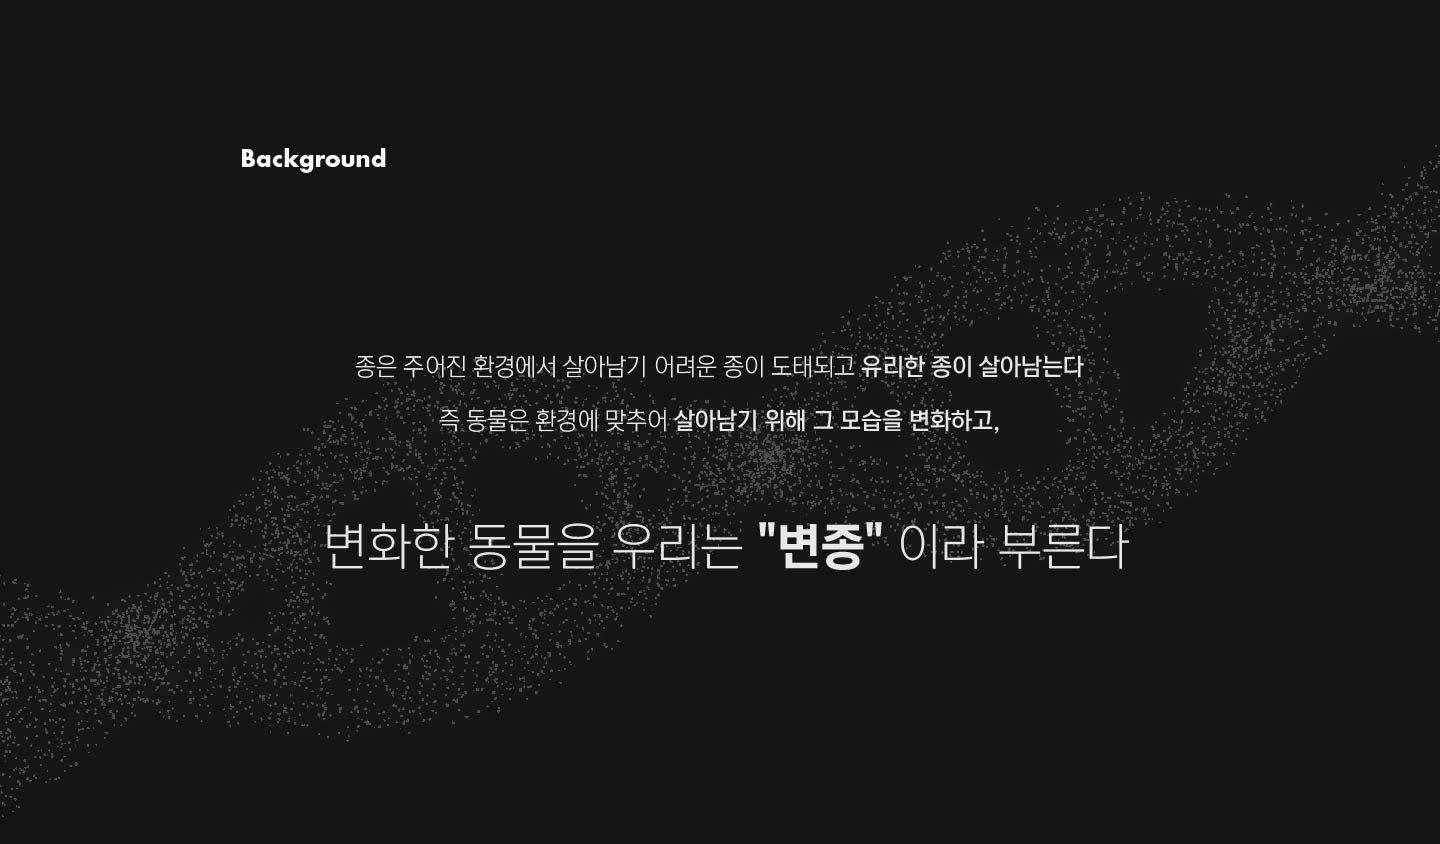 Background
종은 주어진 환경에서 살아남기 어려운 종이 도태되고 유리한 종이 살아남는다
즉 동물은 환경에 맞추어 살아남기 위해 그 모습을 변화하고,
변화한 동물을 우리는 "변종" 이라 부른다